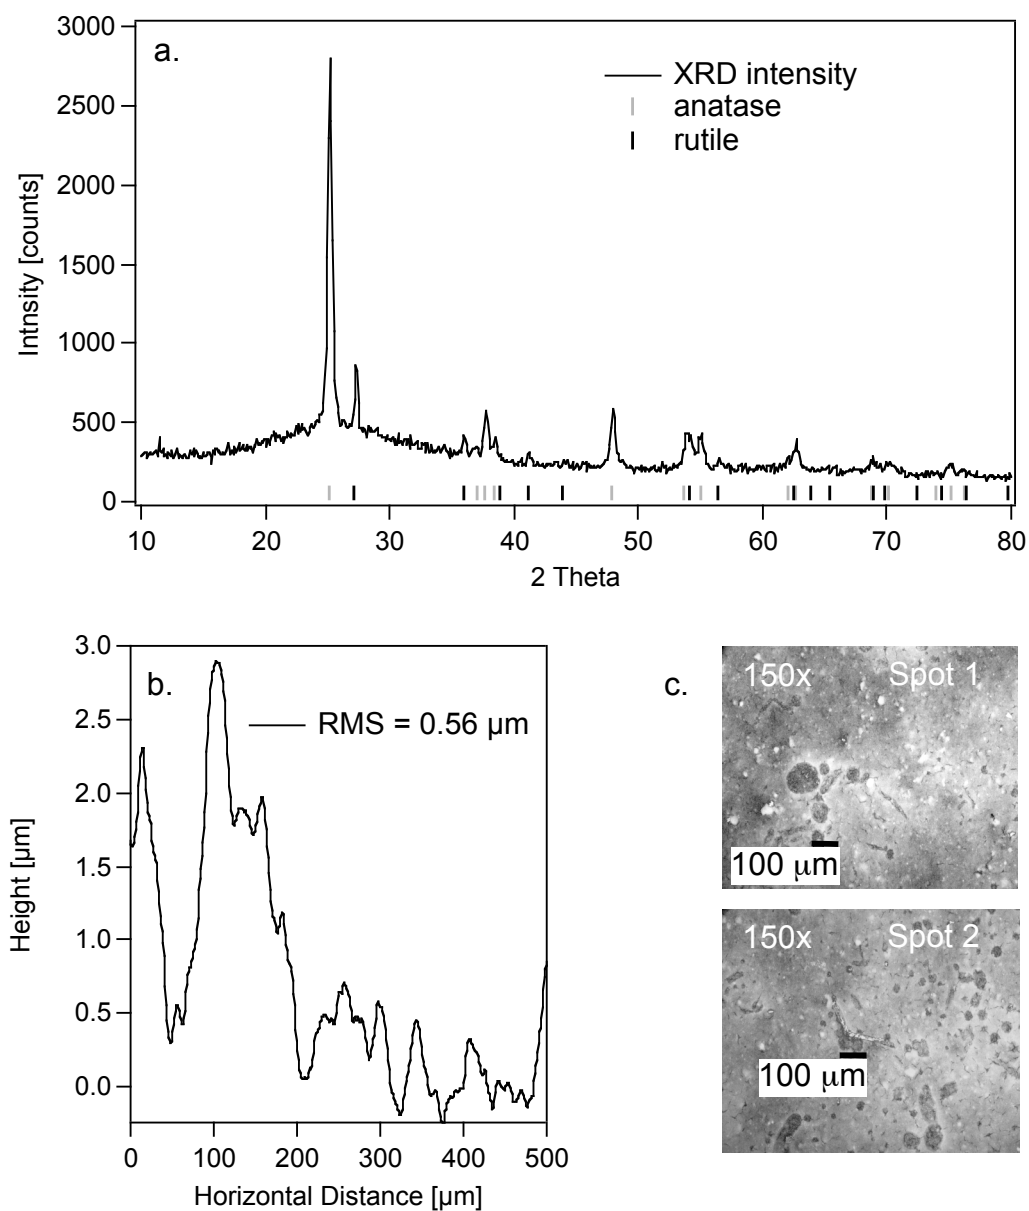 a.
XRD intensity
anatase
rutile
3000
2500
2000
1500
1000
500
0
Intnsity [counts]
10 20 30 40 50 60 70 80
2 Theta
b.
RMS = 0.56 µm
3.0
2.5
2.0
1.5
1.0
0.5
0.0
Height [µm]
0 100 200 300 400 500
Horizontal Distance [µm]
c.
150x Spot 1
100 µm
150x Spot 2
100 µm